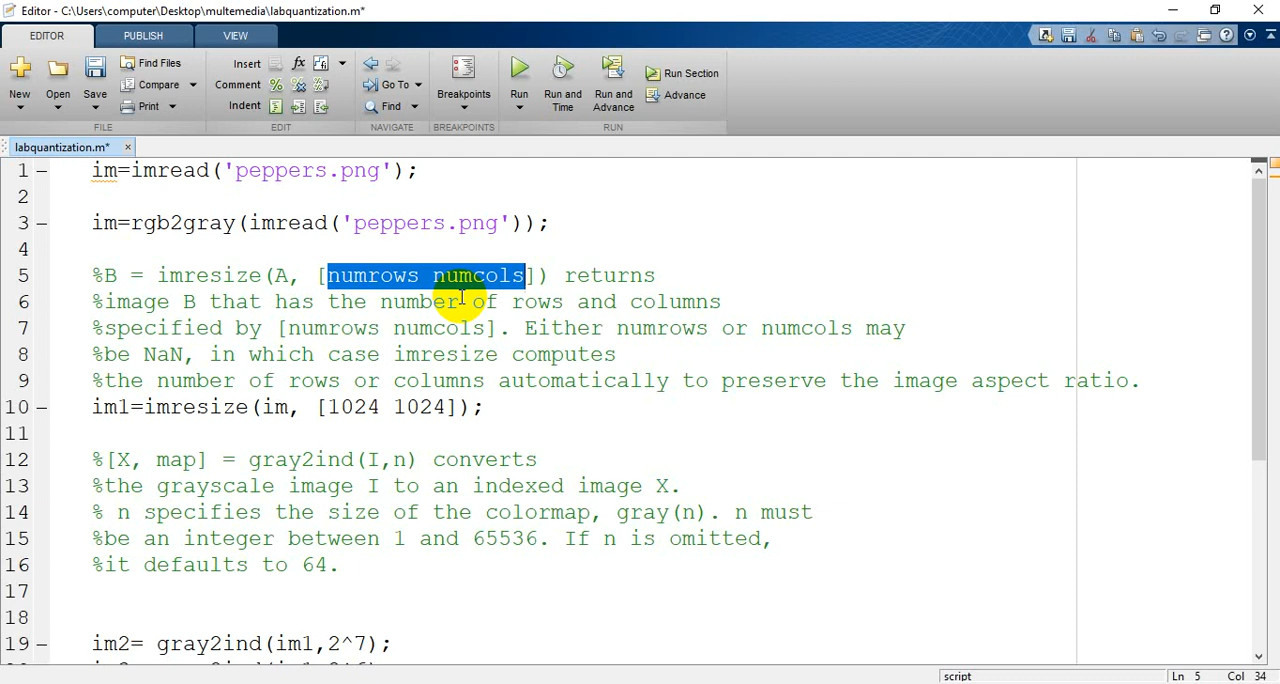 Editor - C:\Users\computer\Desktop\multemedia\labquantization.m*
EDITOR PUBLISH VIEW
New Open Save Find Files Compare Print
FILE
Insert fx
Comment
Indent
EDIT
Go To
Find
NAVIGATE
Breakpoints
BREAKPOINTS
Run Run and Time Run and Advance Run Section Advance
RUN
labquantization.m* ×
1 – im=imread('peppers.png');
2
3 – im=rgb2gray(imread('peppers.png'));
4
5 %B = imresize(A, [numrows numcols]) returns
6 %image B that has the number of rows and columns
7 %specified by [numrows numcols]. Either numrows or numcols may
8 %be NaN, in which case imresize computes
9 %the number of rows or columns automatically to preserve the image aspect ratio.
10 – im1=imresize(im, [1024 1024]);
11
12 %[X, map] = gray2ind(I,n) converts
13 %the grayscale image I to an indexed image X.
14 % n specifies the size of the colormap, gray(n). n must
15 %be an integer between 1 and 65536. If n is omitted,
16 %it defaults to 64.
17
18
19 – im2= gray2ind(im1,2^7);
script Ln 5 Col 34